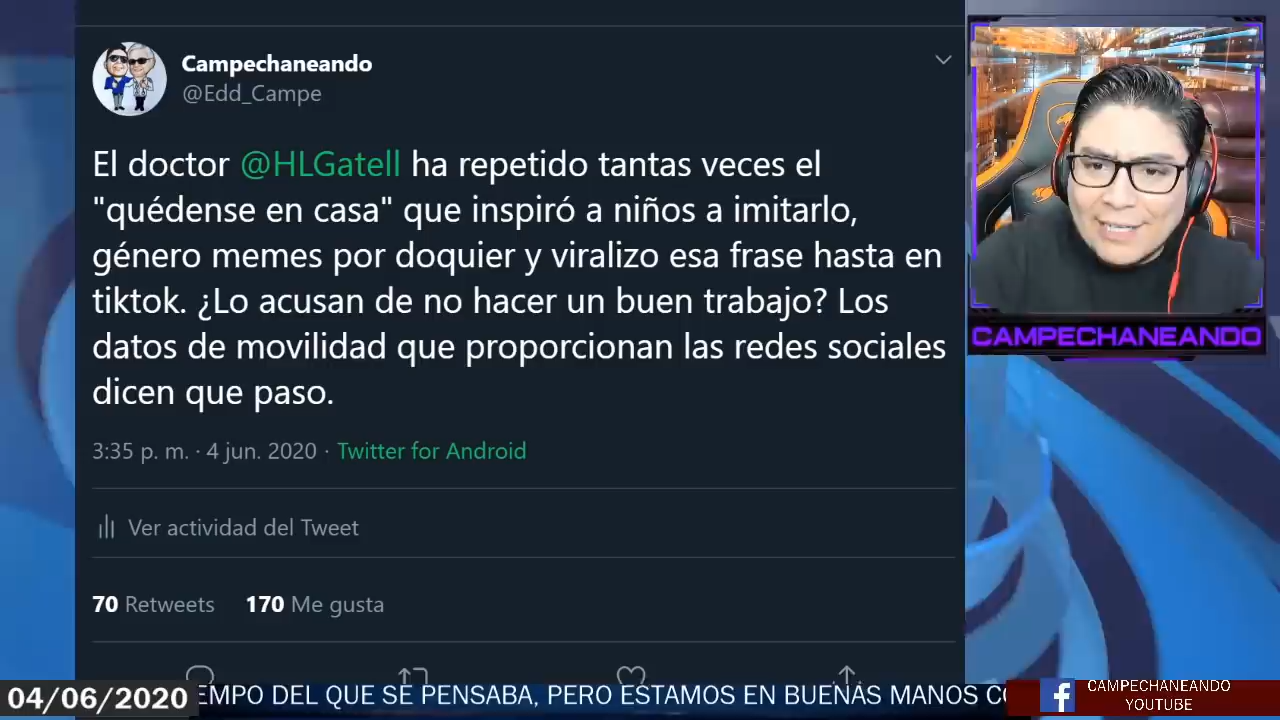 Campechaneando
@Edd_Campe
El doctor @HLGatell ha repetido tantas veces el
"quédense en casa" que inspiró a niños a imitarlo,
género memes por doquier y viralizo esa frase hasta en
tiktok. ¿Lo acusan de no hacer un buen trabajo? Los
datos de movilidad que proporcionan las redes sociales
dicen que paso.
3:35 p. m. · 4 jun. 2020 · Twitter for Android
Ver actividad del Tweet
70 Retweets 170 Me gusta
CAMPECHANEANDO
04/06/2020
EMPO DEL QUE SE PENSABA, PERO ESTAMOS EN BUENAS MANOS
CAMPECHANEANDO
YOUTUBE